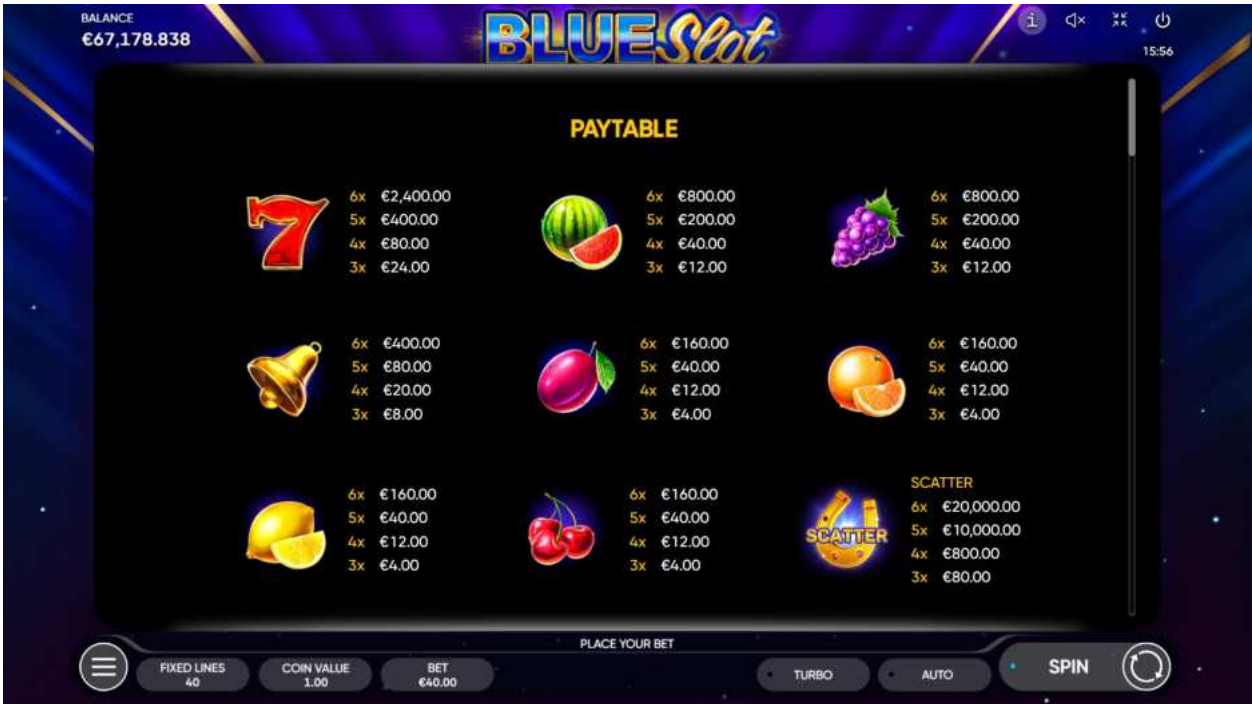 BALANCE
€67,178.838
BLUE Slot
i
15:56
PAYTABLE
6x €2,400.00
5x €400.00
4x €80.00
3x €24.00
6x €800.00
5x €200.00
4x €40.00
3x €12.00
6x €800.00
5x €200.00
4x €40.00
3x €12.00
6x €400.00
5x €80.00
4x €20.00
3x €8.00
6x €160.00
5x €40.00
4x €12.00
3x €4.00
6x €160.00
5x €40.00
4x €12.00
3x €4.00
6x €160.00
5x €40.00
4x €12.00
3x €4.00
6x €160.00
5x €40.00
4x €12.00
3x €4.00
SCATTER
SCATTER
6x €20,000.00
5x €10,000.00
4x €800.00
3x €80.00
PLACE YOUR BET
FIXED LINES
40
COIN VALUE
1.00
BET
€40.00
TURBO
AUTO
SPIN